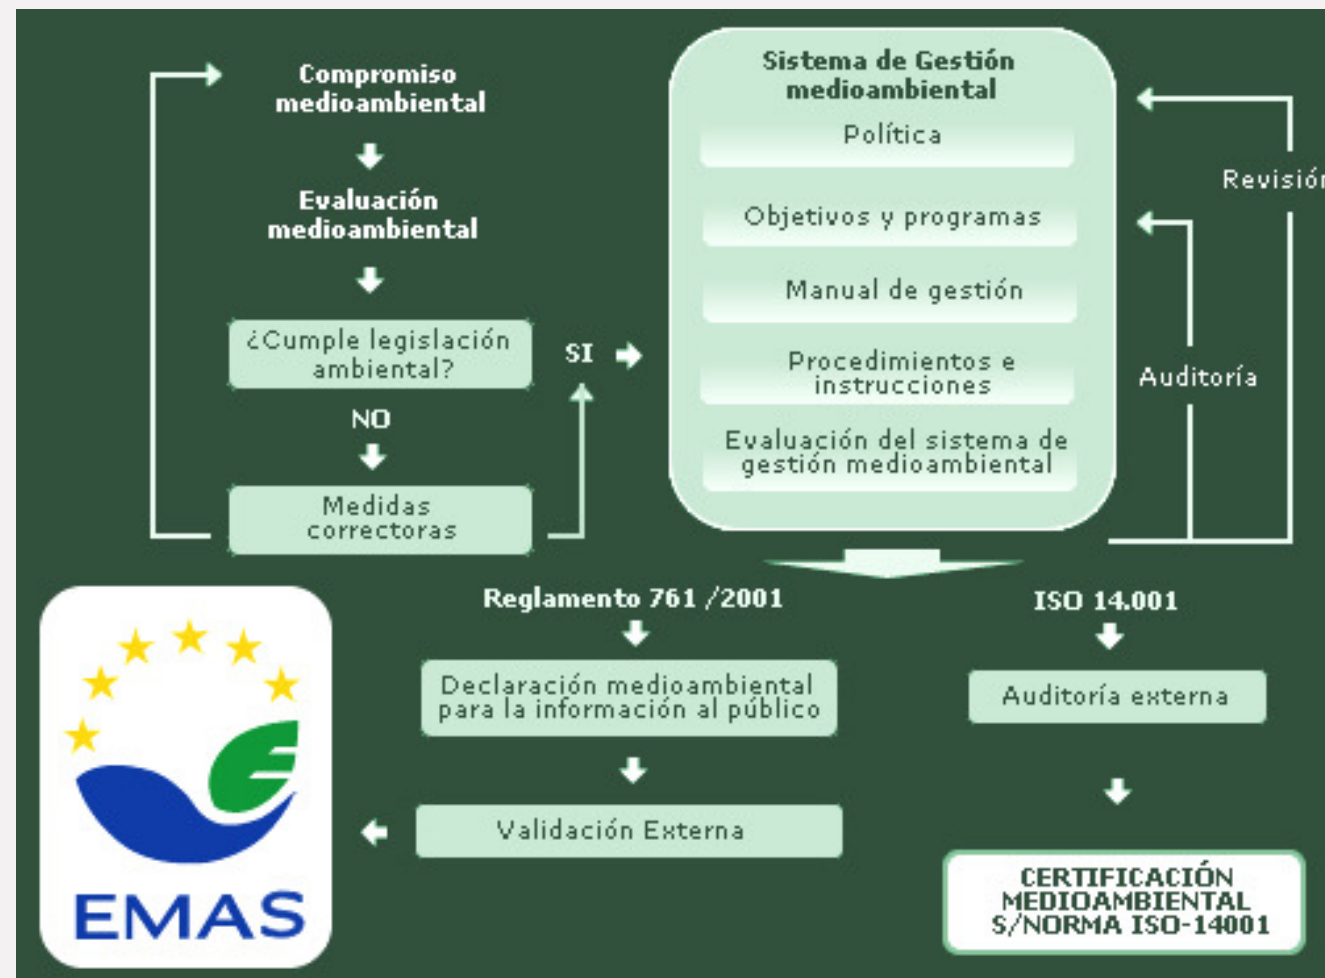 Compromiso
medioambiental
Evaluación
medioambiental
¿Cumple legislación
ambiental?
NO
Medidas
correctoras
SI
Sistema de Gestión
medioambiental
Política
Objetivos y programas
Manual de gestión
Procedimientos e
instrucciones
Evaluación del sistema de
gestión medioambiental
Revisión
Auditoría
Reglamento 761 /2001
Declaración medioambiental
para la información al público
Validación Externa
EMAS
ISO 14.001
Auditoría externa
CERTIFICACIÓN
MEDIOAMBIENTAL
S/NORMA ISO-14001